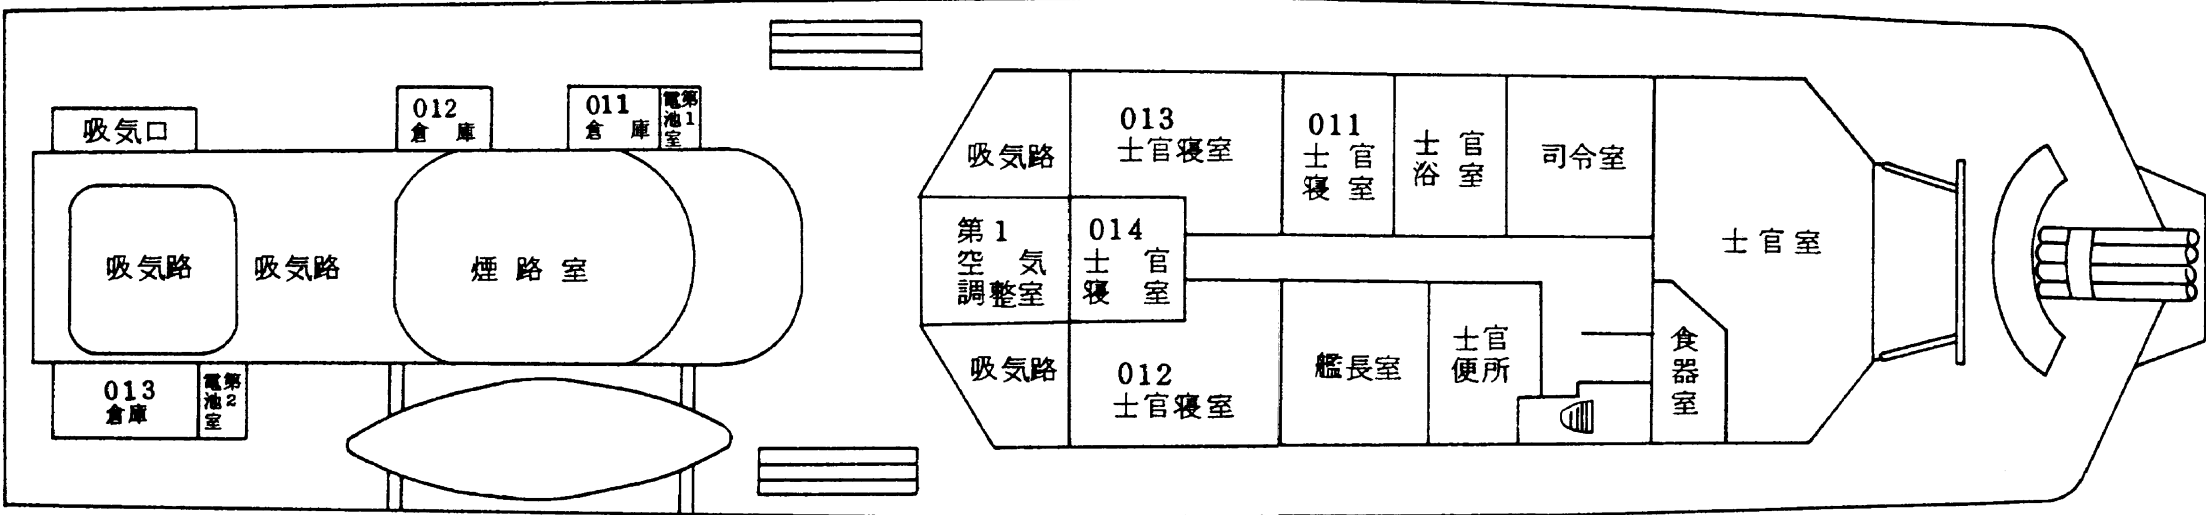 吸気口
012
倉庫
011
倉庫
第1
電池室
吸気路
吸気路
煙路室
013
倉庫
第2
電池室
吸気路
013
士官寝室
011
士官
寝室
士官
浴室
司令室
第1
空気
調整室
014
士官
寝室
士官室
吸気路
012
士官寝室
艦長室
士官
便所
食器室